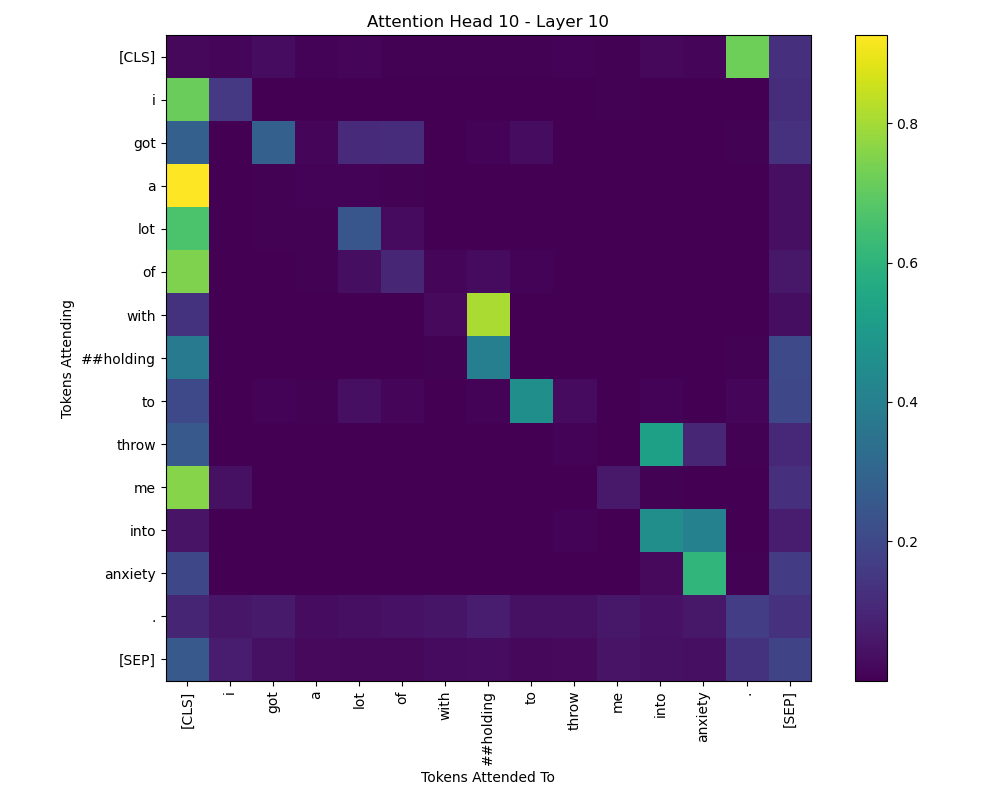 Attention Head 10 - Layer 10
Tokens Attending
[CLS]
i
got
a
lot
of
with
##holding
to
throw
me
into
anxiety
.
[SEP]
[CLS]
i
got
a
lot
of
with
##holding
to
throw
me
into
anxiety
.
[SEP]
Tokens Attended To
0.8
0.6
0.4
0.2